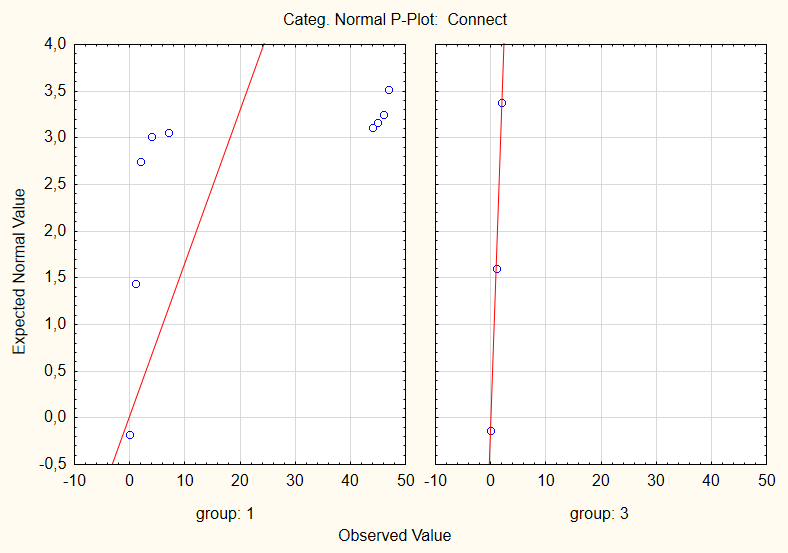 Categ. Normal P-Plot:  Connect
Expected Normal Value
4,0
3,5
3,0
2,5
2,0
1,5
1,0
0,5
0,0
-0,5
-10 0 10 20 30 40 50
-10 0 10 20 30 40 50
group: 1
group: 3
Observed Value